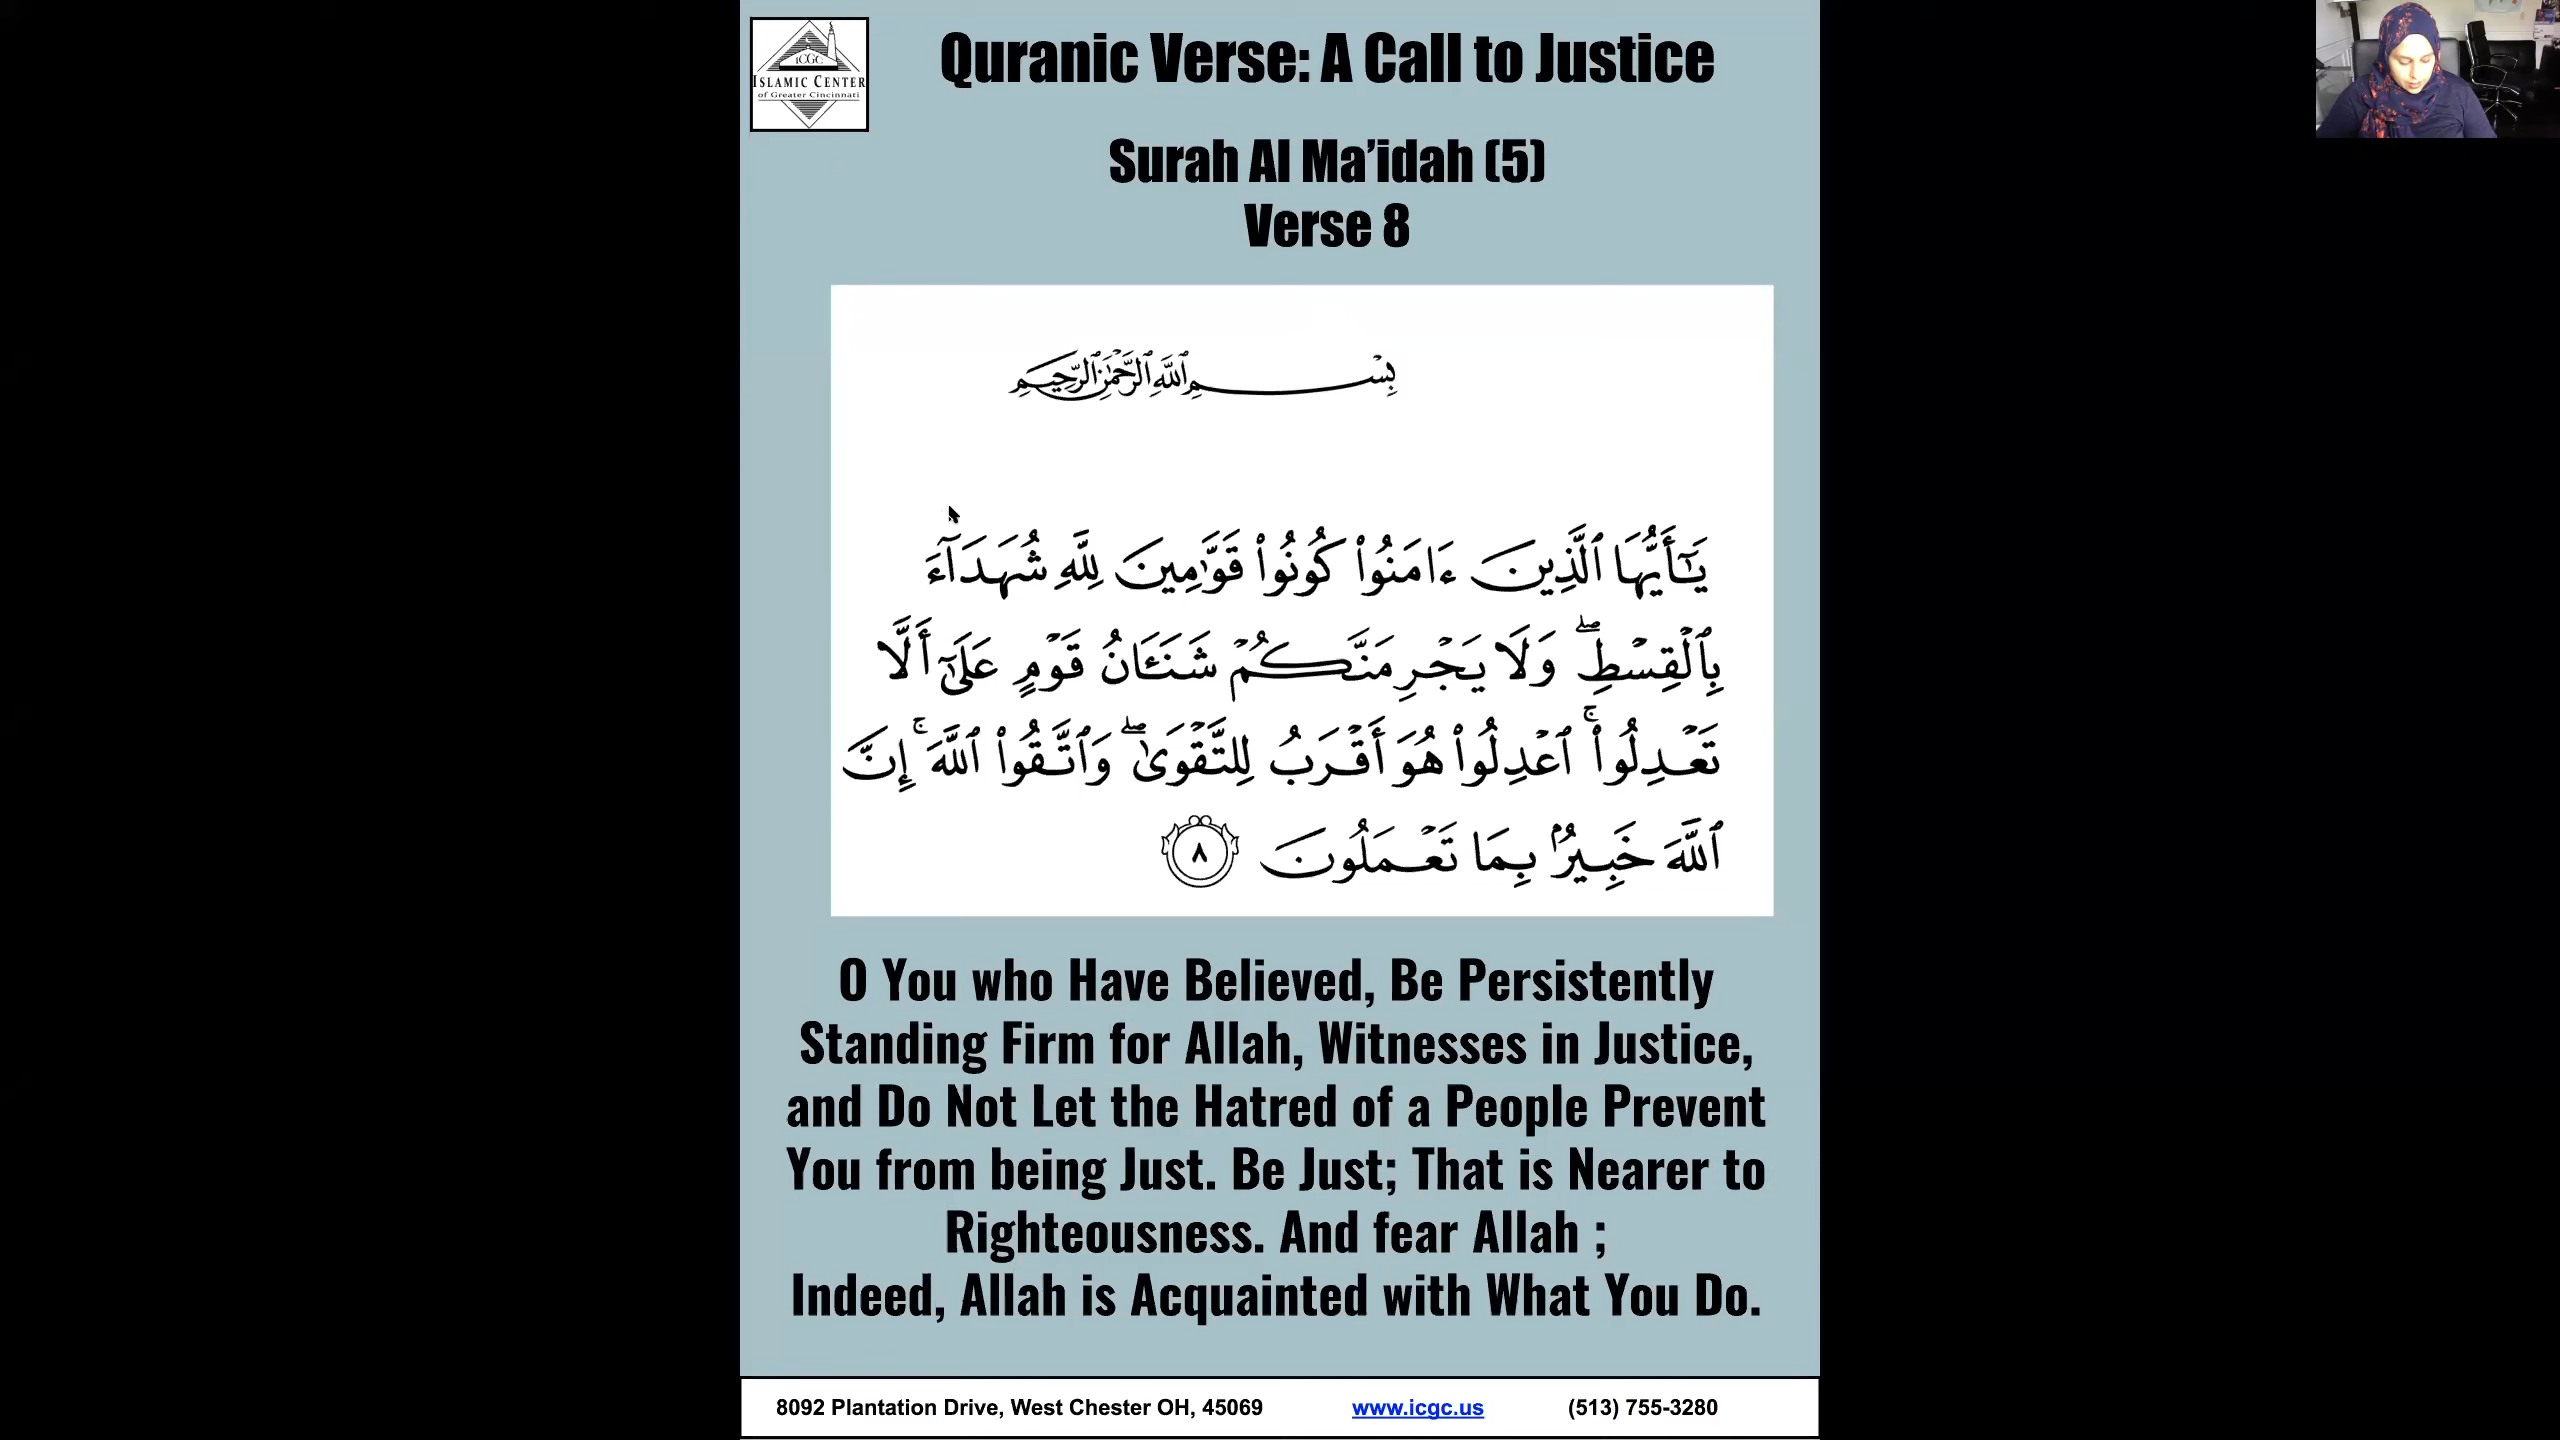 iCGC
ISLAMIC CENTER
of Greater Cincinnati
Quranic Verse: A Call to Justice
Surah Al Ma’idah (5)
Verse 8
بِسْمِ ٱللَّهِ ٱلرَّحْمَٰنِ ٱلرَّحِيمِ
يَـٰٓأَيُّهَا ٱلَّذِينَ ءَامَنُوا۟ كُونُوا۟ قَوَّٰمِينَ لِلَّهِ شُهَدَآءَ
بِٱلْقِسْطِ ۖ وَلَا يَجْرِمَنَّكُمْ شَنَـَٔانُ قَوْمٍ عَلَىٰٓ أَلَّا
تَعْدِلُوا۟ ۚ ٱعْدِلُوا۟ هُوَ أَقْرَبُ لِلتَّقْوَىٰ ۖ وَٱتَّقُوا۟ ٱللَّهَ ۚ إِنَّ
ٱللَّهَ خَبِيرٌۢ بِمَا تَعْمَلُونَ ٨
O You who Have Believed, Be Persistently
Standing Firm for Allah, Witnesses in Justice,
and Do Not Let the Hatred of a People Prevent
You from being Just. Be Just; That is Nearer to
Righteousness. And fear Allah ;
Indeed, Allah is Acquainted with What You Do.
8092 Plantation Drive, West Chester OH, 45069 www.icgc.us (513) 755-3280